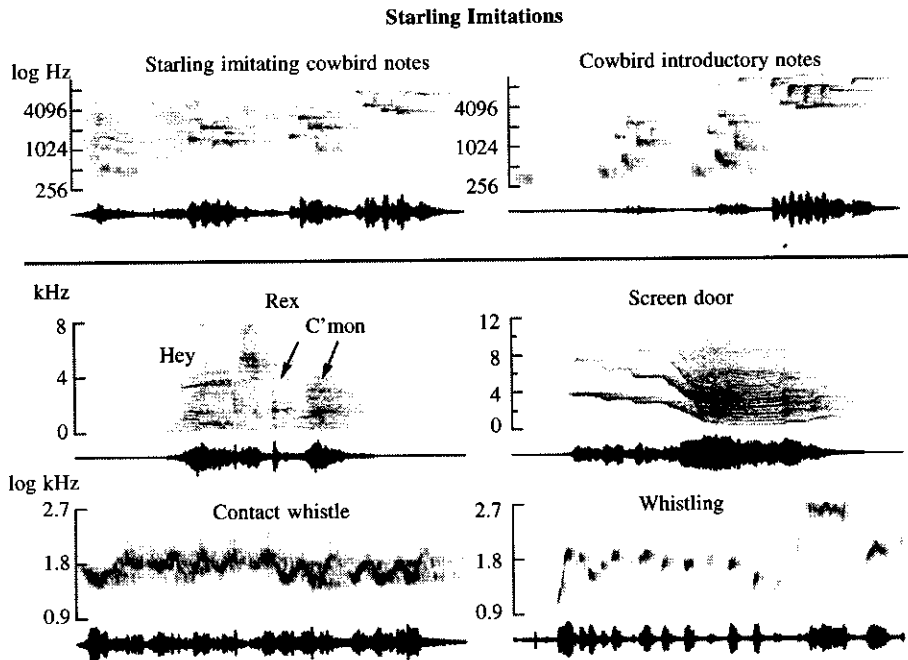 Starling Imitations
log Hz
Starling imitating cowbird notes
4096
1024
256
Cowbird introductory notes
4096
1024
256
kHz
8
4
0
Hey
Rex
C'mon
Screen door
12
8
4
0
log kHz
2.7
1.8
0.9
Contact whistle
Whistling
2.7
1.8
0.9